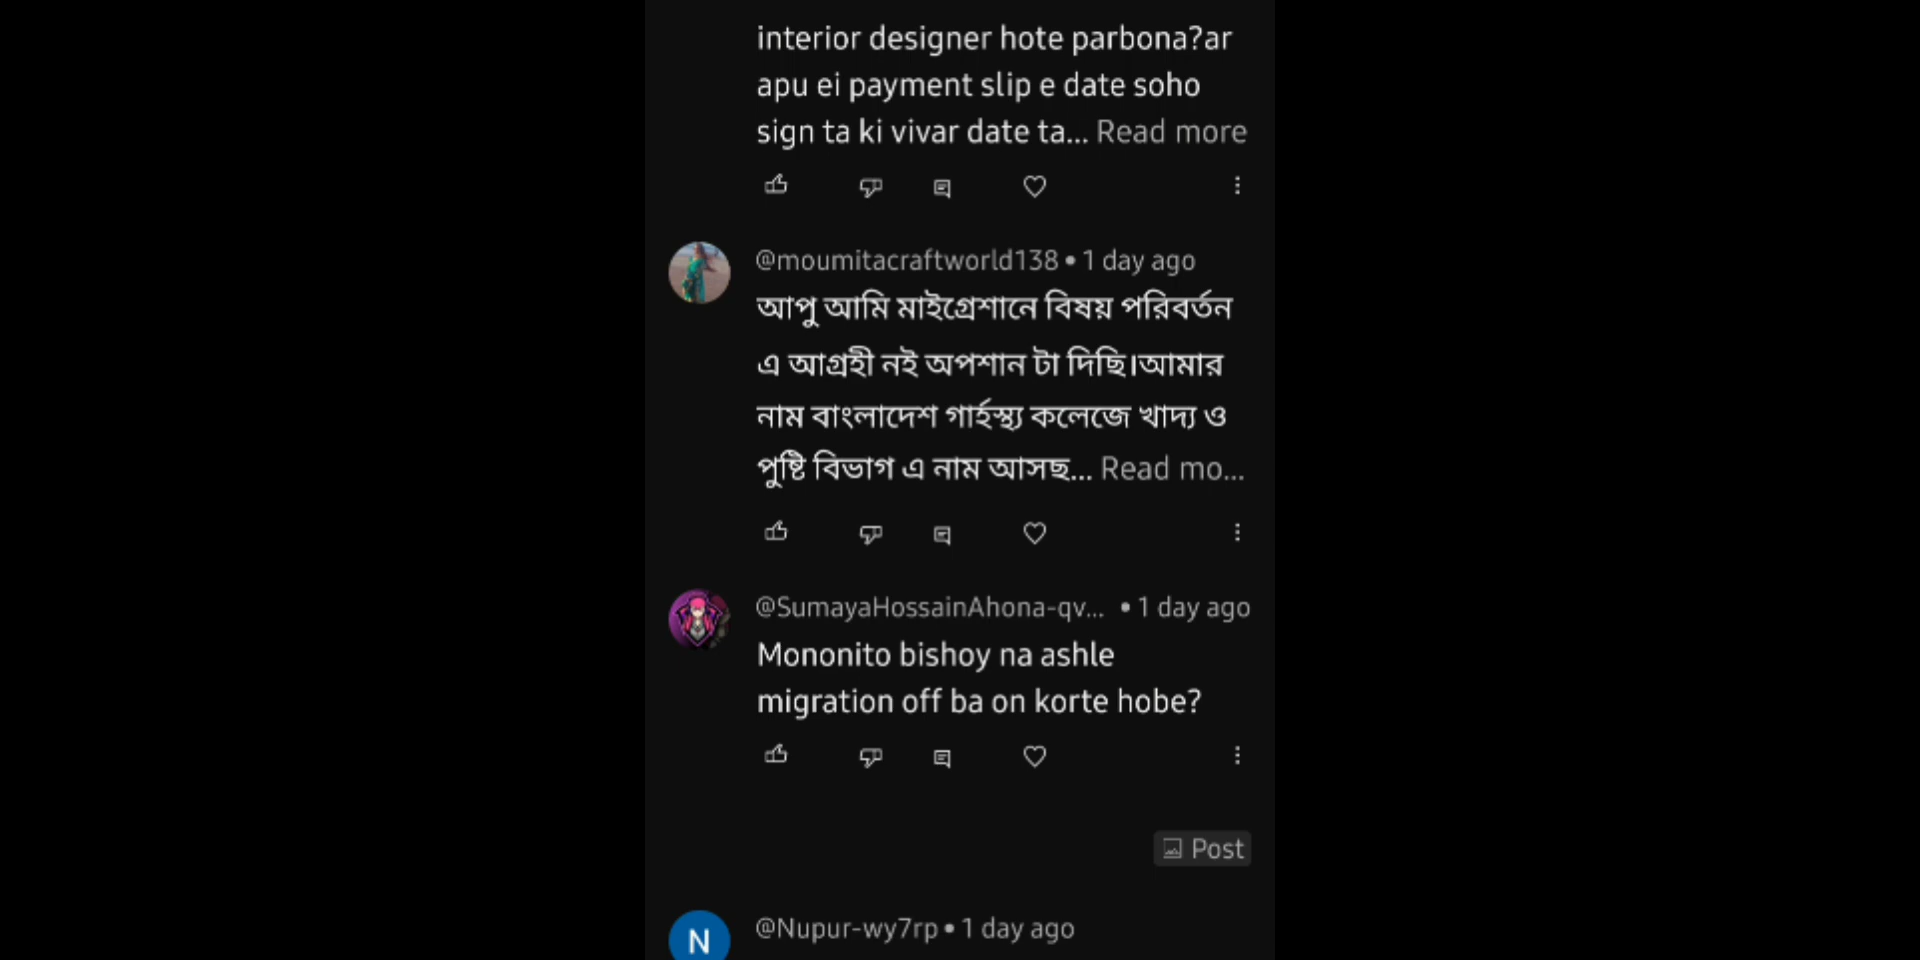 interior designer hote parbona?ar
apu ei payment slip e date soho
sign ta ki vivar date ta... Read more
@moumitacraftworld138 • 1 day ago
আপু আমি মাইগ্রেশানে বিষয় পরিবর্তন
এ আগ্রহী নই অপশান টা দিছি।আমার
নাম বাংলাদেশ গার্হস্থ্য কলেজে খাদ্য ও
পুষ্টি বিভাগ এ নাম আসছ... Read mo...
@SumayaHossainAhona-qv... • 1 day ago
Mononito bishoy na ashle
migration off ba on korte hobe?
Post
N
@Nupur-wy7rp • 1 day ago